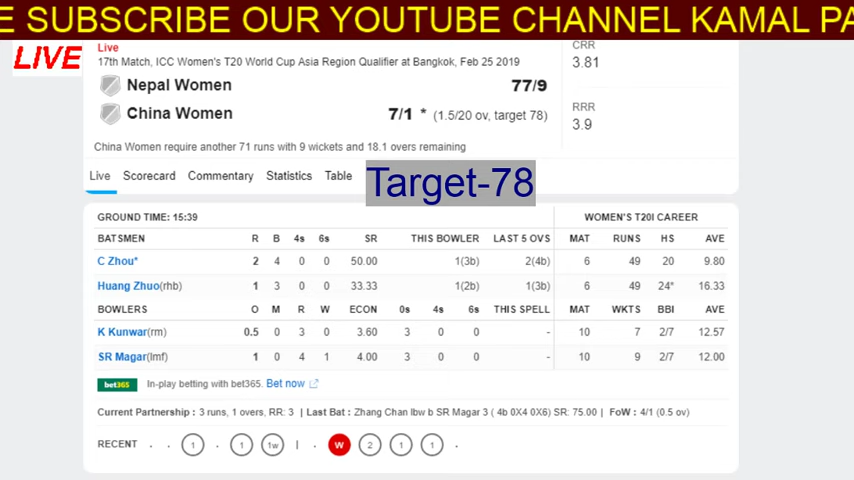 E SUBSCRIBE OUR YOUTUBE CHANNEL KAMAL PA
LIVE
Live
17th Match, ICC Women's T20 World Cup Asia Region Qualifier at Bangkok, Feb 25 2019
Nepal Women 77/9
China Women 7/1 * (1.5/20 ov, target 78)
China Women require another 71 runs with 9 wickets and 18.1 overs remaining
CRR
3.81
RRR
3.9
Live Scorecard Commentary Statistics Table
Target-78
GROUND TIME: 15:39 WOMEN'S T20I CAREER
BATSMEN R B 4s 6s SR THIS BOWLER LAST 5 OVS MAT RUNS HS AVE
C Zhou* 2 4 0 0 50.00 1(3b) 2(4b) 6 49 20 9.80
Huang Zhuo(rhb) 1 3 0 0 33.33 1(2b) 1(3b) 6 49 24* 16.33
BOWLERS O M R W ECON 0s 4s 6s THIS SPELL MAT WKTS BBI AVE
K Kunwar(rm) 0.5 0 3 0 3.60 3 0 0 - 10 7 2/7 12.57
SR Magar(lmf) 1 0 4 1 4.00 3 0 0 - 10 9 2/7 12.00
bet365 In-play betting with bet365. Bet now
Current Partnership : 3 runs, 1 overs, RR: 3 | Last Bat : Zhang Chan lbw b SR Magar 3 ( 4b 0X4 0X6) SR: 75.00 | FoW : 4/1 (0.5 ov)
RECENT . . 1 . 1 1w | . W 2 1 1 .